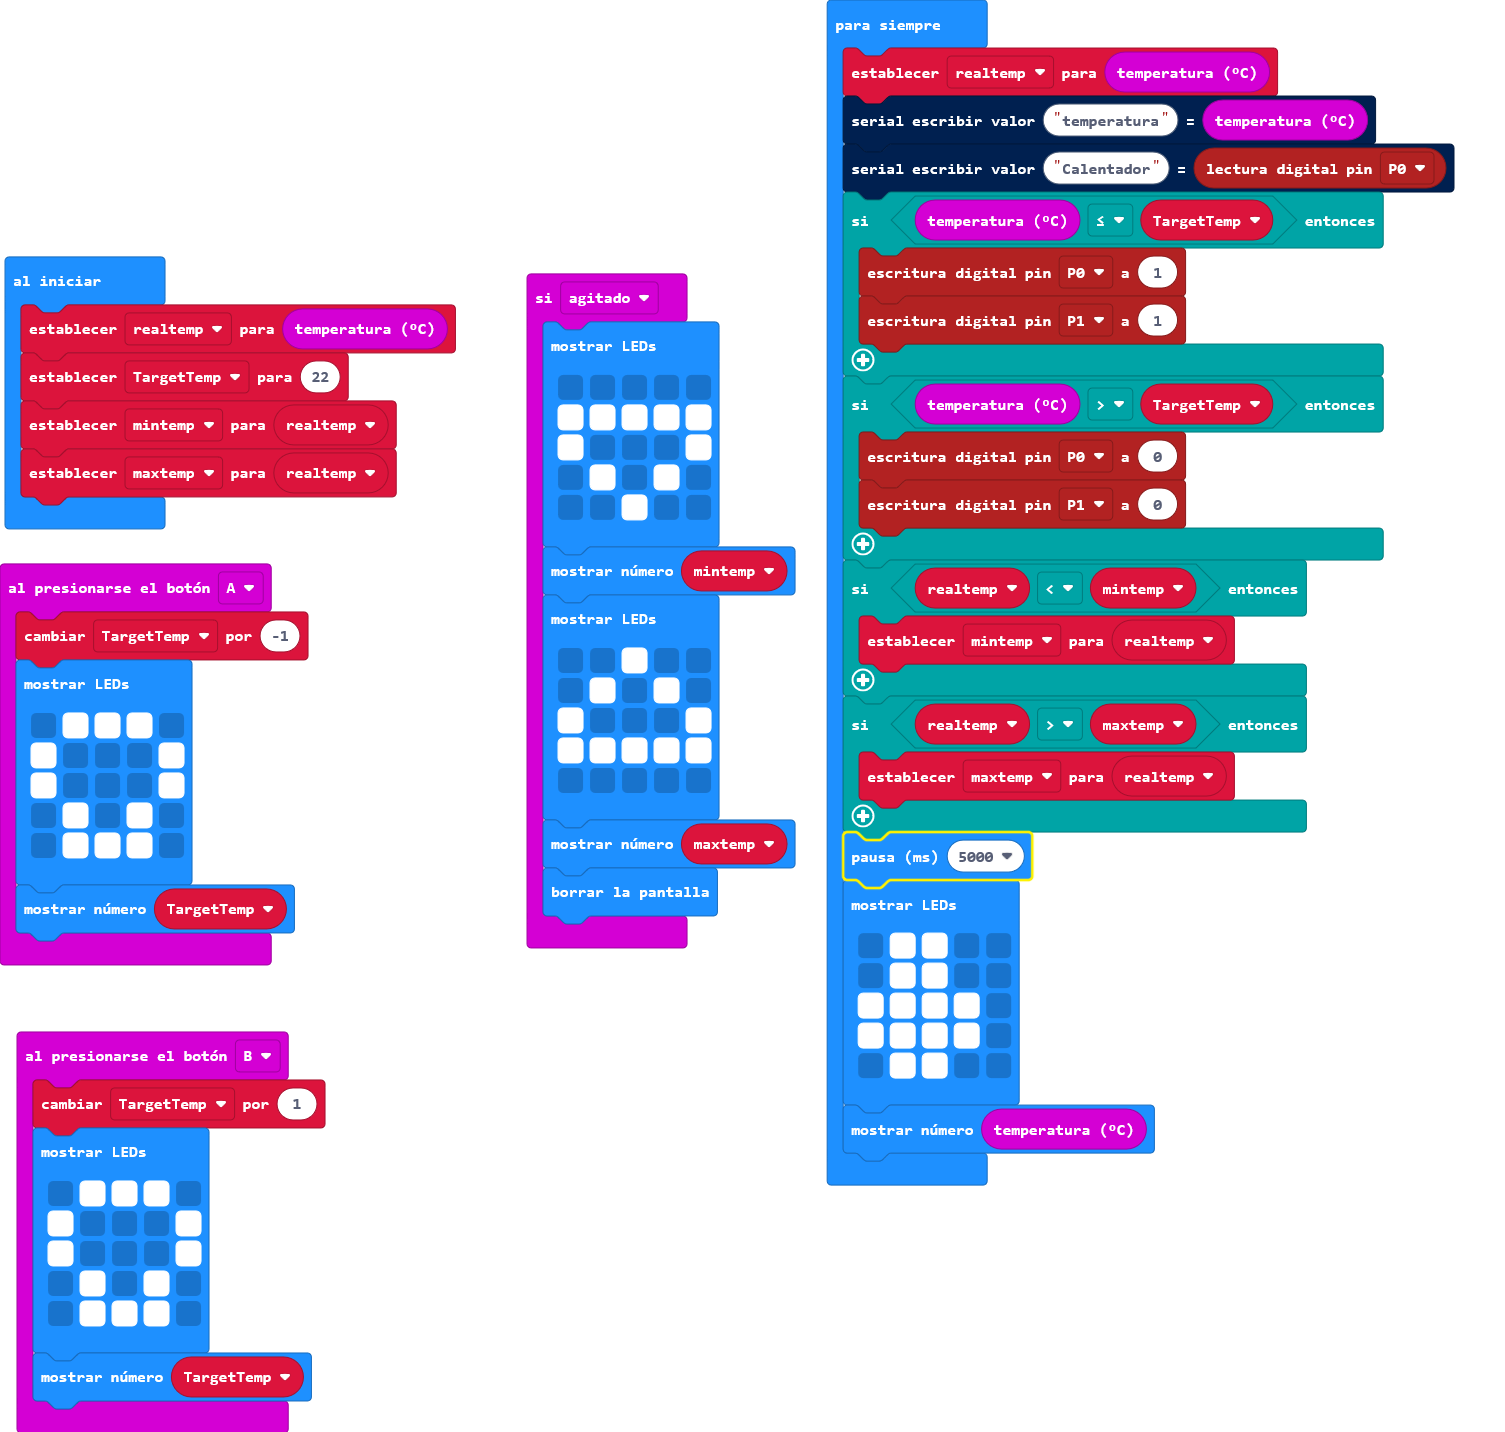 al iniciar
establecer realtemp para temperatura (ºC)
establecer TargetTemp para 22
establecer mintemp para realtemp
establecer maxtemp para realtemp
al presionarse el botón A
cambiar TargetTemp por -1
mostrar LEDs
mostrar número TargetTemp
al presionarse el botón B
cambiar TargetTemp por 1
mostrar LEDs
mostrar número TargetTemp
si agitado
mostrar LEDs
mostrar número mintemp
mostrar LEDs
mostrar número maxtemp
borrar la pantalla
para siempre
establecer realtemp para temperatura (ºC)
serial escribir valor "temperatura" = temperatura (ºC)
serial escribir valor "Calentador" = lectura digital pin P0
si temperatura (ºC) ≤ TargetTemp entonces
escritura digital pin P0 a 1
escritura digital pin P1 a 1
si temperatura (ºC) > TargetTemp entonces
escritura digital pin P0 a 0
escritura digital pin P1 a 0
si realtemp < mintemp entonces
establecer mintemp para realtemp
si realtemp > maxtemp entonces
establecer maxtemp para realtemp
pausa (ms) 5000
mostrar LEDs
mostrar número temperatura (ºC)